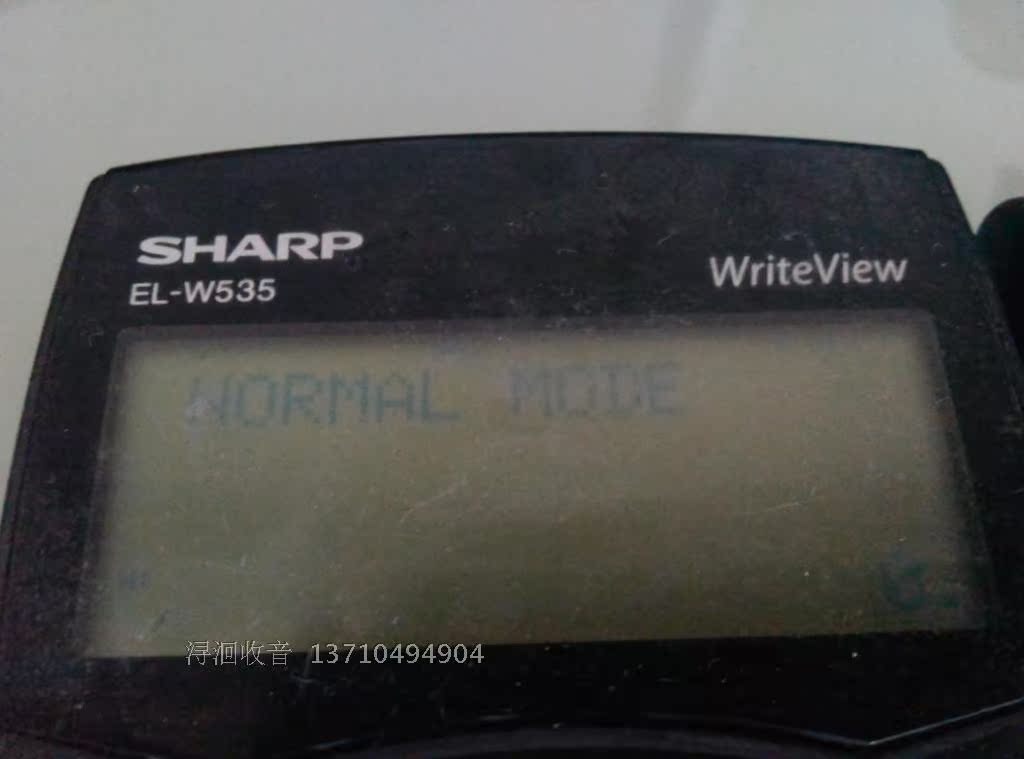 SHARP
EL-W535
WriteView
NORMAL MODE
浔洄收音 13710494904